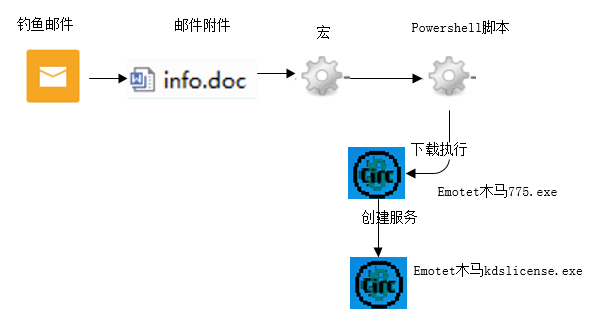 钓鱼邮件
邮件附件
宏
Powershell脚本
info.doc
下载执行
Circ
Emotet木马775.exe
创建服务
Emotet木马kdslicense.exe
Circ